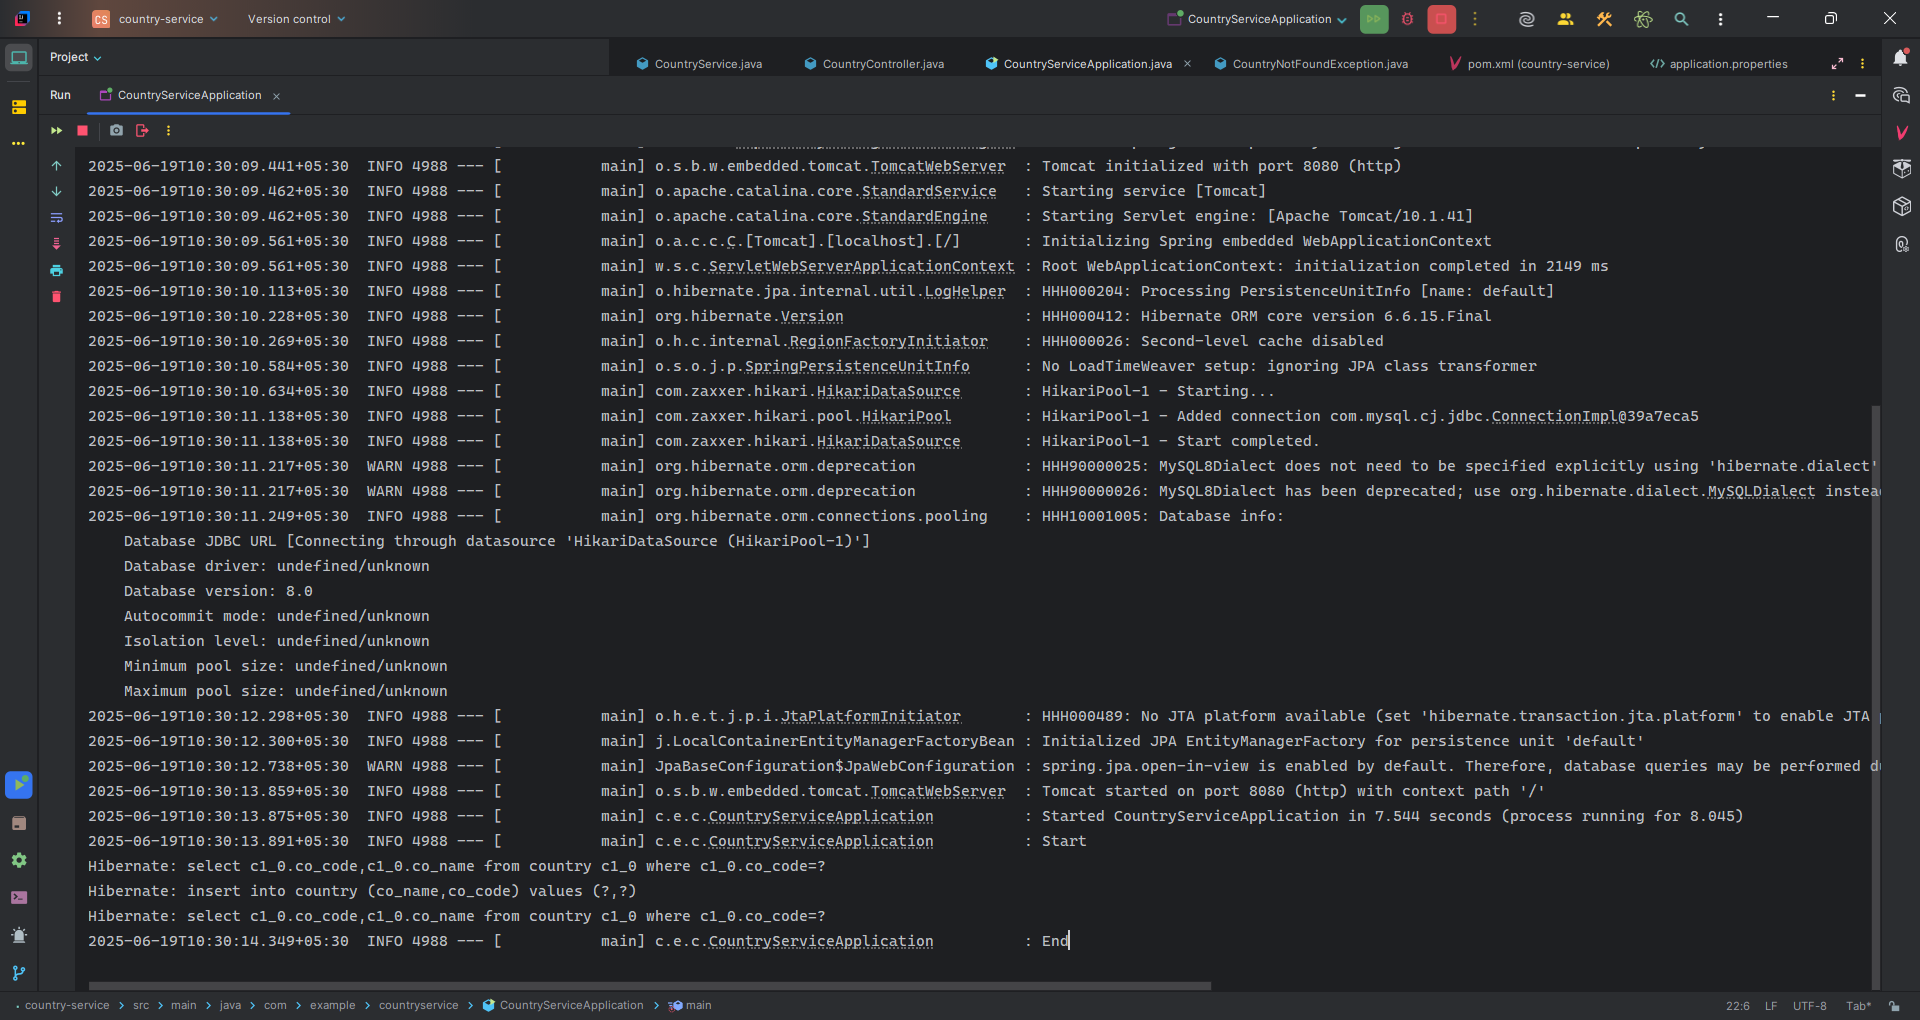 CS country-service Version control CountryServiceApplication
Project CountryService.java CountryController.java CountryServiceApplication.java CountryNotFoundException.java pom.xml (country-service) application.properties
Run CountryServiceApplication
2025-06-19T10:30:09.441+05:30  INFO 4988 --- [           main] o.s.b.w.embedded.tomcat.TomcatWebServer  : Tomcat initialized with port 8080 (http)
2025-06-19T10:30:09.462+05:30  INFO 4988 --- [           main] o.apache.catalina.core.StandardService   : Starting service [Tomcat]
2025-06-19T10:30:09.462+05:30  INFO 4988 --- [           main] o.apache.catalina.core.StandardEngine    : Starting Servlet engine: [Apache Tomcat/10.1.41]
2025-06-19T10:30:09.561+05:30  INFO 4988 --- [           main] o.a.c.c.C.[Tomcat].[localhost].[/]       : Initializing Spring embedded WebApplicationContext
2025-06-19T10:30:09.561+05:30  INFO 4988 --- [           main] w.s.c.ServletWebServerApplicationContext : Root WebApplicationContext: initialization completed in 2149 ms
2025-06-19T10:30:10.113+05:30  INFO 4988 --- [           main] o.hibernate.jpa.internal.util.LogHelper  : HHH000204: Processing PersistenceUnitInfo [name: default]
2025-06-19T10:30:10.228+05:30  INFO 4988 --- [           main] org.hibernate.Version                    : HHH000412: Hibernate ORM core version 6.6.15.Final
2025-06-19T10:30:10.269+05:30  INFO 4988 --- [           main] o.h.c.internal.RegionFactoryInitiator    : HHH000026: Second-level cache disabled
2025-06-19T10:30:10.584+05:30  INFO 4988 --- [           main] o.s.o.j.p.SpringPersistenceUnitInfo      : No LoadTimeWeaver setup: ignoring JPA class transformer
2025-06-19T10:30:10.634+05:30  INFO 4988 --- [           main] com.zaxxer.hikari.HikariDataSource       : HikariPool-1 - Starting...
2025-06-19T10:30:11.138+05:30  INFO 4988 --- [           main] com.zaxxer.hikari.pool.HikariPool        : HikariPool-1 - Added connection com.mysql.cj.jdbc.ConnectionImpl@39a7eca5
2025-06-19T10:30:11.138+05:30  INFO 4988 --- [           main] com.zaxxer.hikari.HikariDataSource       : HikariPool-1 - Start completed.
2025-06-19T10:30:11.217+05:30  WARN 4988 --- [           main] org.hibernate.orm.deprecation            : HHH90000025: MySQL8Dialect does not need to be specified explicitly using 'hibernate.dialect'
2025-06-19T10:30:11.217+05:30  WARN 4988 --- [           main] org.hibernate.orm.deprecation            : HHH90000026: MySQL8Dialect has been deprecated; use org.hibernate.dialect.MySQLDialect instea
2025-06-19T10:30:11.249+05:30  INFO 4988 --- [           main] org.hibernate.orm.connections.pooling    : HHH10001005: Database info:
Database JDBC URL [Connecting through datasource 'HikariDataSource (HikariPool-1)']
Database driver: undefined/unknown
Database version: 8.0
Autocommit mode: undefined/unknown
Isolation level: undefined/unknown
Minimum pool size: undefined/unknown
Maximum pool size: undefined/unknown
2025-06-19T10:30:12.298+05:30  INFO 4988 --- [           main] o.h.e.t.j.p.i.JtaPlatformInitiator       : HHH000489: No JTA platform available (set 'hibernate.transaction.jta.platform' to enable JTA
2025-06-19T10:30:12.300+05:30  INFO 4988 --- [           main] j.LocalContainerEntityManagerFactoryBean : Initialized JPA EntityManagerFactory for persistence unit 'default'
2025-06-19T10:30:12.738+05:30  WARN 4988 --- [           main] JpaBaseConfiguration$JpaWebConfiguration : spring.jpa.open-in-view is enabled by default. Therefore, database queries may be performed d
2025-06-19T10:30:13.859+05:30  INFO 4988 --- [           main] o.s.b.w.embedded.tomcat.TomcatWebServer  : Tomcat started on port 8080 (http) with context path '/'
2025-06-19T10:30:13.875+05:30  INFO 4988 --- [           main] c.e.c.CountryServiceApplication          : Started CountryServiceApplication in 7.544 seconds (process running for 8.045)
2025-06-19T10:30:13.891+05:30  INFO 4988 --- [           main] c.e.c.CountryServiceApplication          : Start
Hibernate: select c1_0.co_code,c1_0.co_name from country c1_0 where c1_0.co_code=?
Hibernate: insert into country (co_name,co_code) values (?,?)
Hibernate: select c1_0.co_code,c1_0.co_name from country c1_0 where c1_0.co_code=?
2025-06-19T10:30:14.349+05:30  INFO 4988 --- [           main] c.e.c.CountryServiceApplication          : End
country-service > src > main > java > com > example > countryservice > CountryServiceApplication > main 22:6 LF UTF-8 Tab*